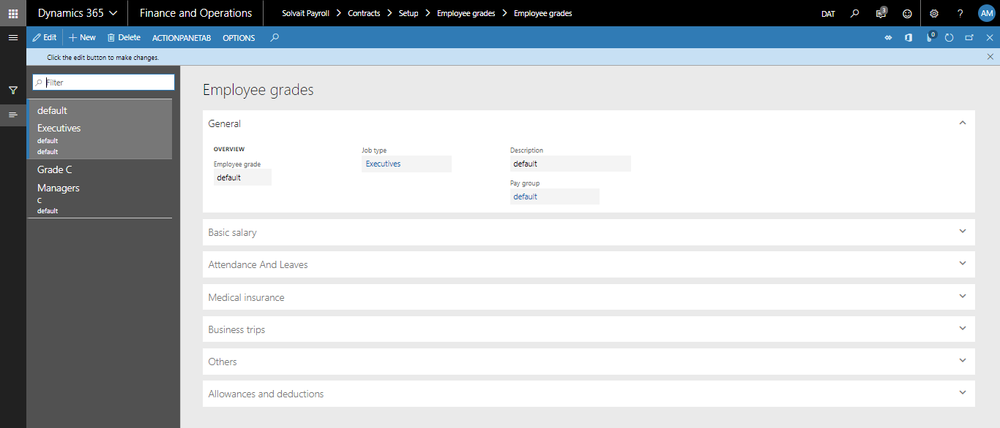 Dynamics 365
Finance and Operations
Solvait Payroll > Contracts > Setup > Employee grades > Employee grades
DAT
3
?
AM
Edit
New
Delete
ACTIONPANETAB
OPTIONS
0
Click the edit button to make changes.
Filter
default
Executives
default
default
Grade C
Managers
C
default
Employee grades
General
OVERVIEW
Employee grade
default
Job type
Executives
Description
default
Pay group
default
Basic salary
Attendance And Leaves
Medical insurance
Business trips
Others
Allowances and deductions